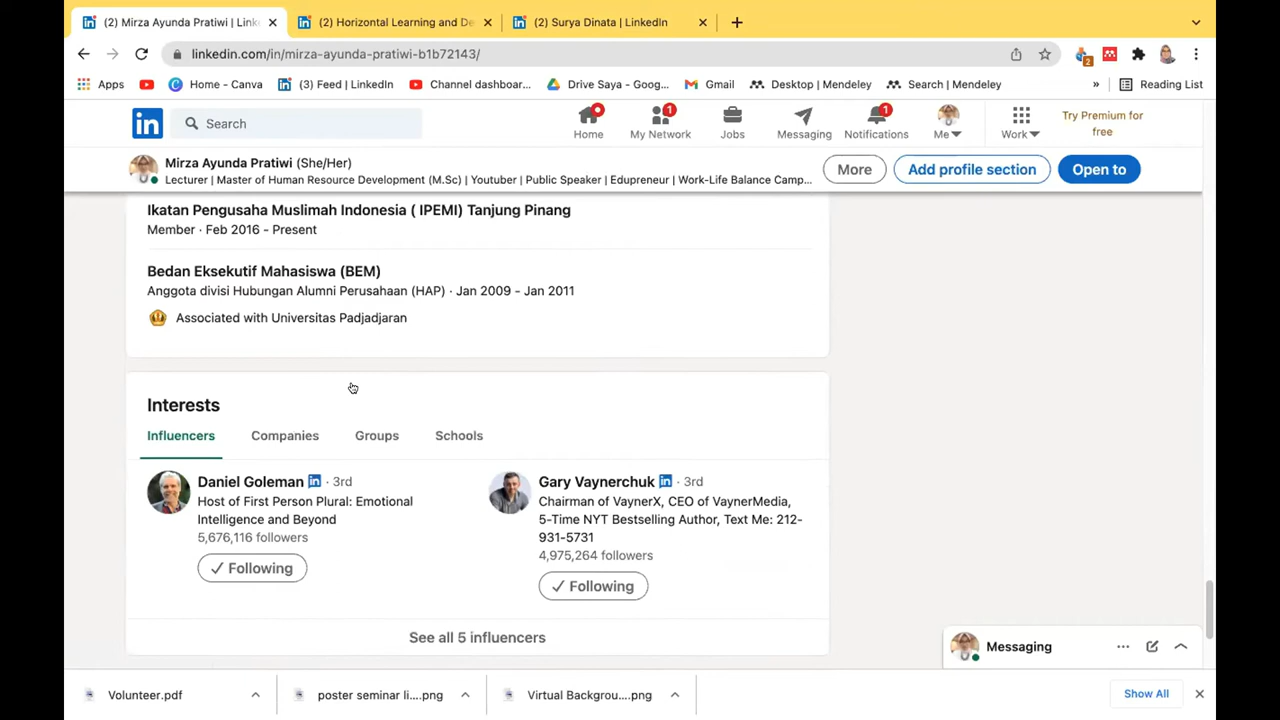 (2) Mirza Ayunda Pratiwi | Link
(2) Horizontal Learning and De
(2) Surya Dinata | LinkedIn
linkedin.com/in/mirza-ayunda-pratiwi-b1b72143/
2
Apps
Home - Canva
(3) Feed | LinkedIn
Channel dashboar...
Drive Saya - Goog...
Gmail
Desktop | Mendeley
Search | Mendeley
»
Reading List
in
Search
Home
1
My Network
Jobs
Messaging
1
Notifications
Me
Work
Try Premium for
free
Mirza Ayunda Pratiwi (She/Her)
Lecturer | Master of Human Resource Development (M.Sc) | Youtuber | Public Speaker | Edupreneur | Work-Life Balance Camp...
More
Add profile section
Open to
Ikatan Pengusaha Muslimah Indonesia ( IPEMI) Tanjung Pinang
Member · Feb 2016 - Present
Bedan Eksekutif Mahasiswa (BEM)
Anggota divisi Hubungan Alumni Perusahaan (HAP) · Jan 2009 - Jan 2011
Associated with Universitas Padjadjaran
Interests
Influencers
Companies
Groups
Schools
Daniel Goleman in · 3rd
Host of First Person Plural: Emotional
Intelligence and Beyond
5,676,116 followers
✓ Following
Gary Vaynerchuk in · 3rd
Chairman of VaynerX, CEO of VaynerMedia,
5-Time NYT Bestselling Author, Text Me: 212-
931-5731
4,975,264 followers
✓ Following
See all 5 influencers
Messaging
Volunteer.pdf
poster seminar li....png
Virtual Backgrou....png
Show All